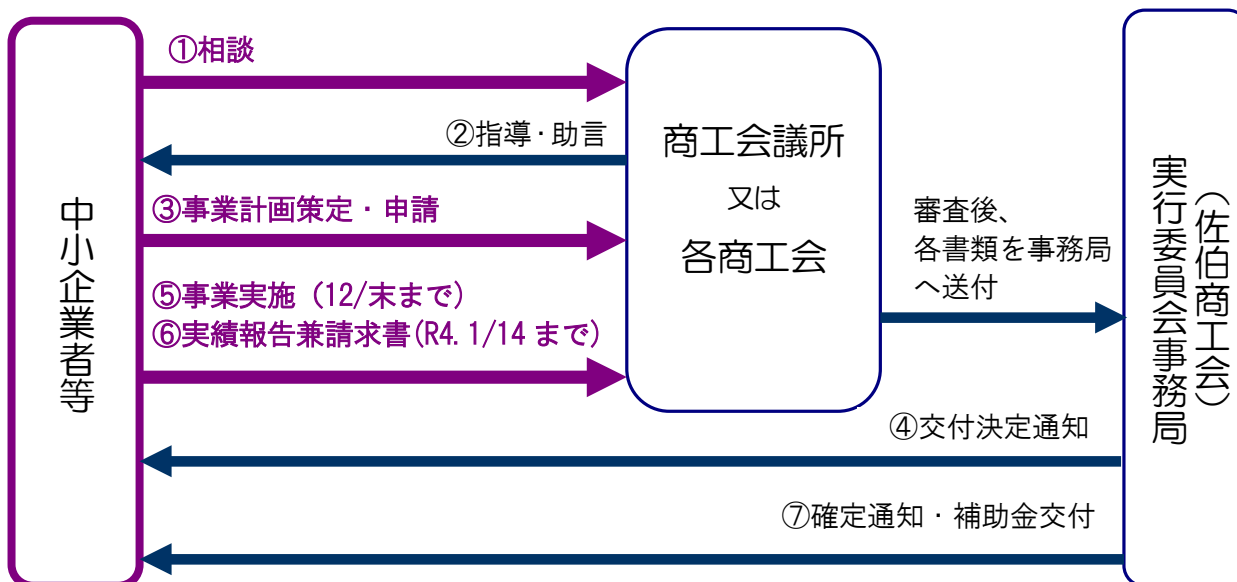 中小企業者等
①相談
②指導・助言
③事業計画策定・申請
⑤事業実施（12/末まで）
⑥実績報告兼請求書(R4.1/14 まで)
商工会議所
又は
各商工会
審査後、
各書類を事務局
へ送付
④交付決定通知
⑦確定通知・補助金交付
（佐伯商工会）
実行委員会事務局